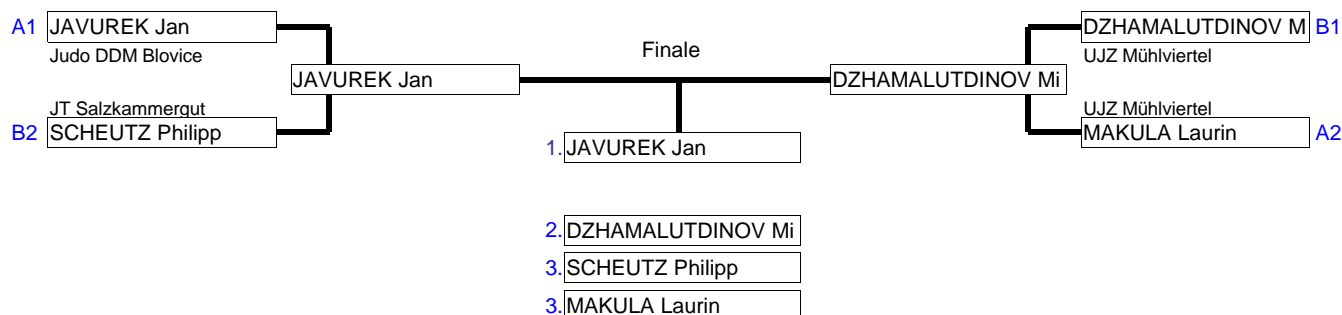 A1 JAVUREK Jan
Judo DDM Blovice
JAVUREK Jan
JT Salzkammergut
B2 SCHEUTZ Philipp
Finale
DZHAMALUTDINOV M B1
UJZ Mühlviertel
DZHAMALUTDINOV Mi
UJZ Mühlviertel
MAKULA Laurin A2
1. JAVUREK Jan
2. DZHAMALUTDINOV Mi
3. SCHEUTZ Philipp
3. MAKULA Laurin